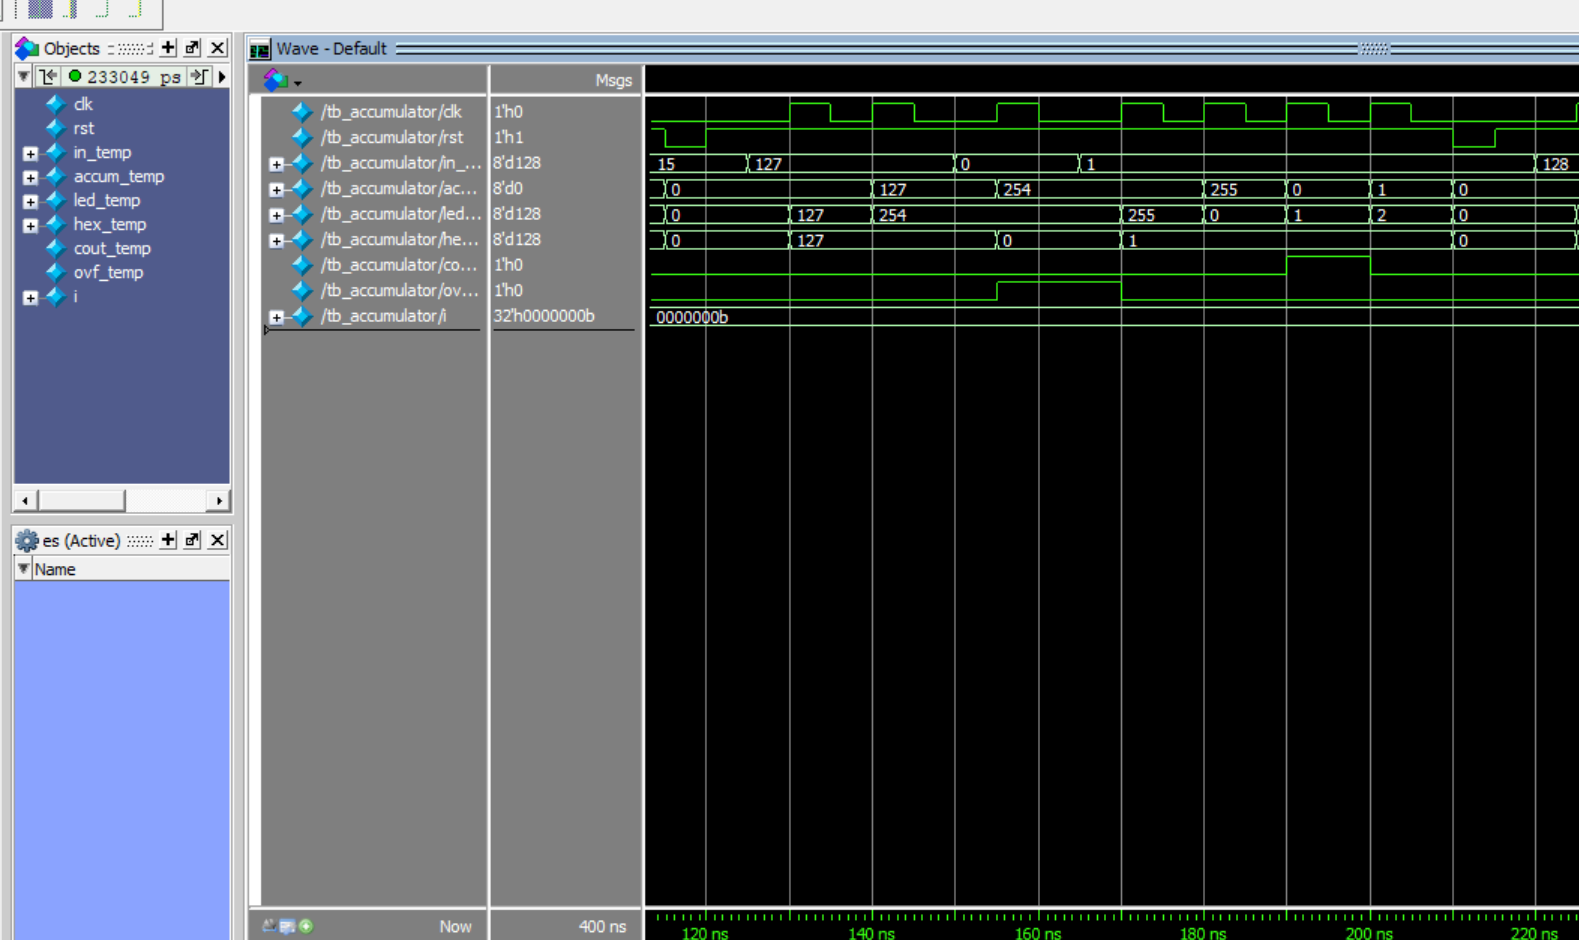 Objects
Wave - Default
233049 ps
Msgs
clk
rst
in_temp
accum_temp
led_temp
hex_temp
cout_temp
ovf_temp
i
/tb_accumulator/clk 1'h0
/tb_accumulator/rst 1'h1
/tb_accumulator/in_... 8'd128 15 127 0 1 128
/tb_accumulator/ac... 8'd0 0 127 254 255 0 1 0
/tb_accumulator/led... 8'd128 0 127 254 255 0 1 2 0
/tb_accumulator/he... 8'd128 0 127 0 1 0
/tb_accumulator/co... 1'h0
/tb_accumulator/ov... 1'h0
/tb_accumulator/i 32'h0000000b 0000000b
es (Active)
Name
Now 400 ns
120 ns 140 ns 160 ns 180 ns 200 ns 220 ns